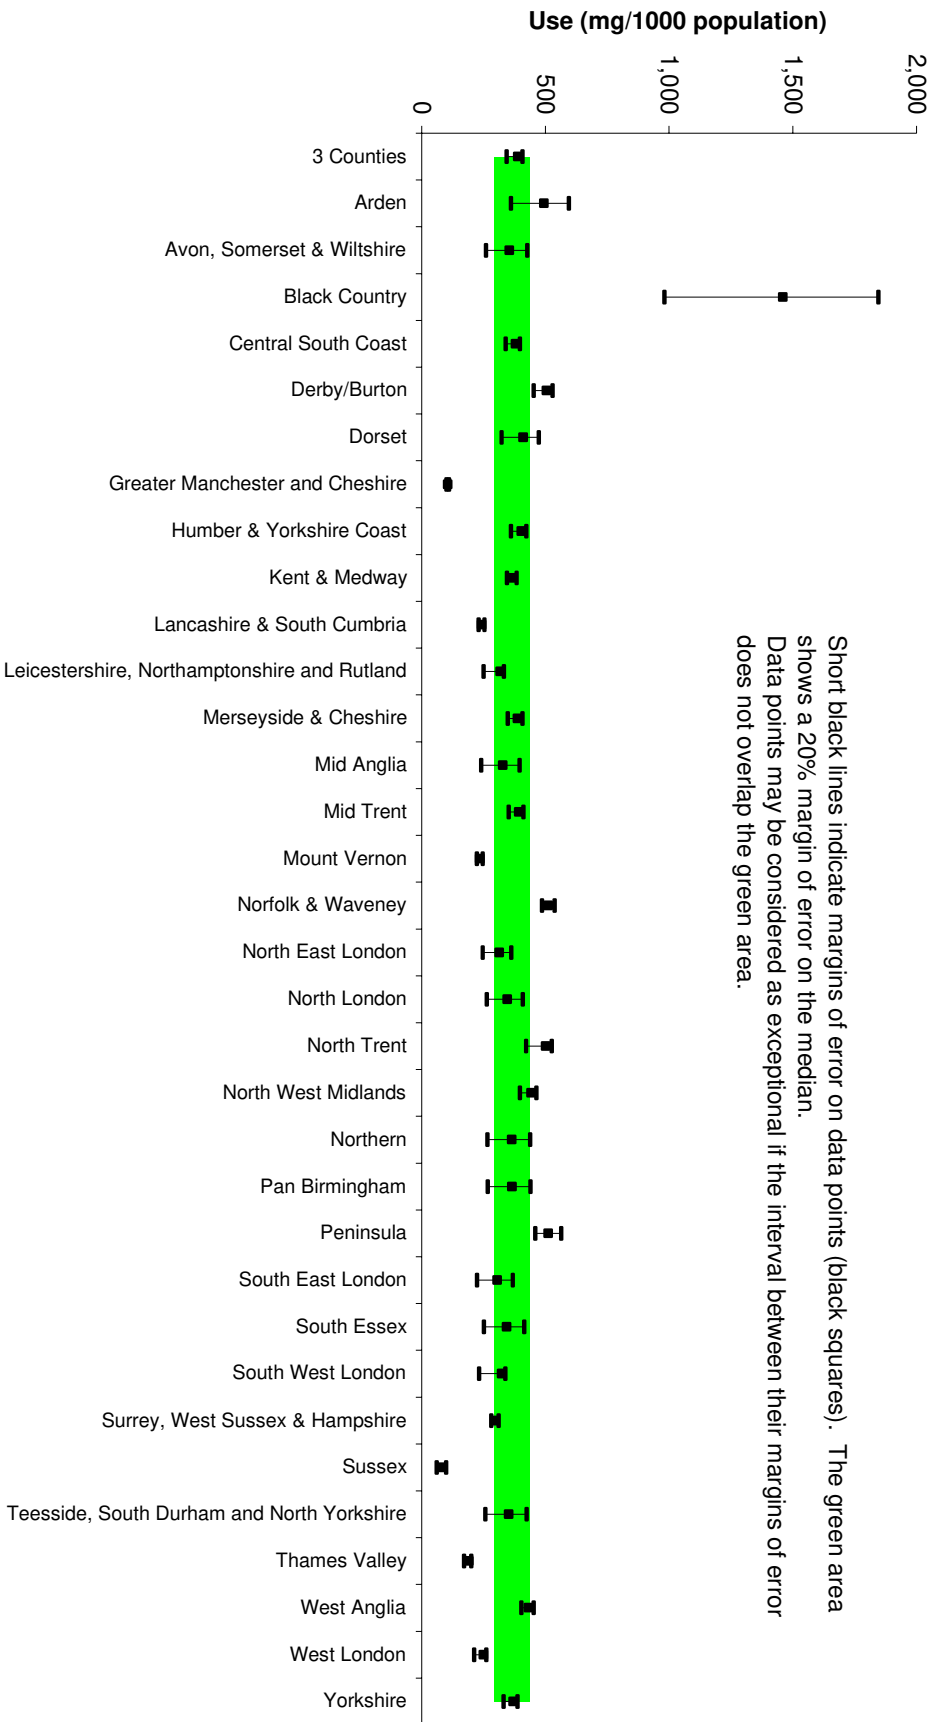 Use (mg/1000 population)
2,000
1,500
1,000
500
0
Short black lines indicate margins of error on data points (black squares). The green area
shows a 20% margin of error on the median.
Data points may be considered as exceptional if the interval between their margins of error
does not overlap the green area.
3 Counties
Arden
Avon, Somerset & Wiltshire
Black Country
Central South Coast
Derby/Burton
Dorset
Greater Manchester and Cheshire
Humber & Yorkshire Coast
Kent & Medway
Lancashire & South Cumbria
Leicestershire, Northamptonshire and Rutland
Merseyside & Cheshire
Mid Anglia
Mid Trent
Mount Vernon
Norfolk & Waveney
North East London
North London
North Trent
North West Midlands
Northern
Pan Birmingham
Peninsula
South East London
South Essex
South West London
Surrey, West Sussex & Hampshire
Sussex
Teesside, South Durham and North Yorkshire
Thames Valley
West Anglia
West London
Yorkshire